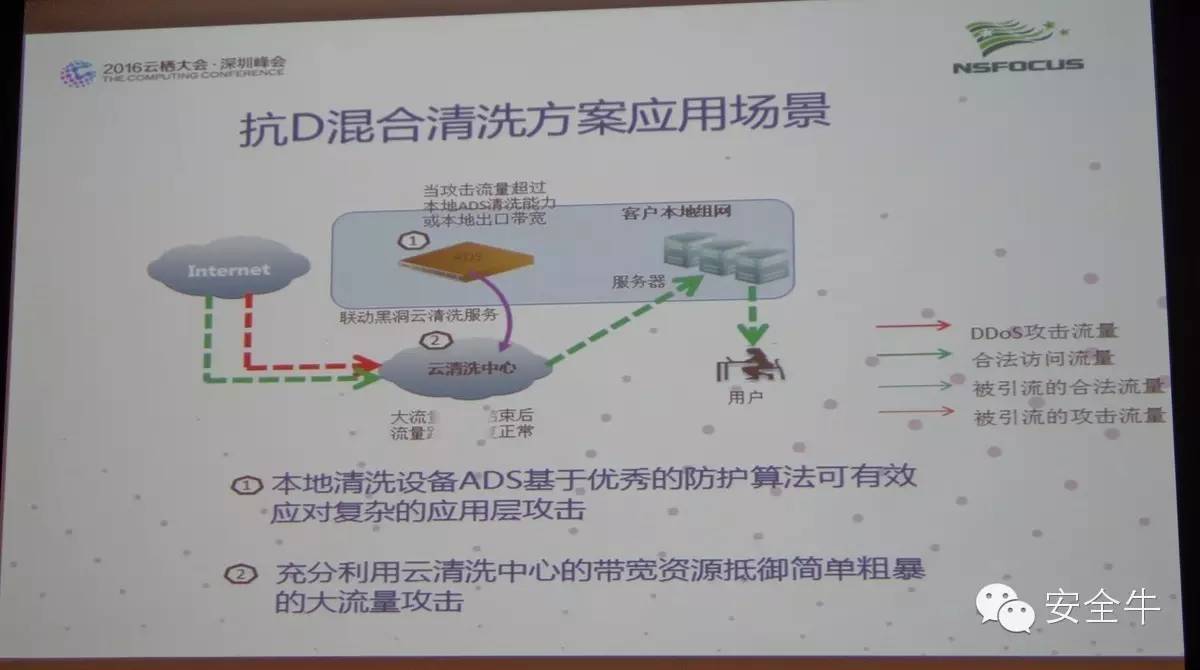 2016云栖大会·深圳峰会
THE COMPUTING CONFERENCE
NSFOCUS
抗D混合清洗方案应用场景
当攻击流量超过
本地ADS清洗能力
或本地出口带宽
客户本地组网
1
ADS
Internet
服务器
联动黑洞云清洗服务
2
云清洗中心
用户
DDoS攻击流量
合法访问流量
被引流的合法流量
被引流的攻击流量
大流 束后
流量 正常
1 本地清洗设备ADS基于优秀的防护算法可有效
应对复杂的应用层攻击
2 充分利用云清洗中心的带宽资源抵御简单粗暴
的大流量攻击
安全牛